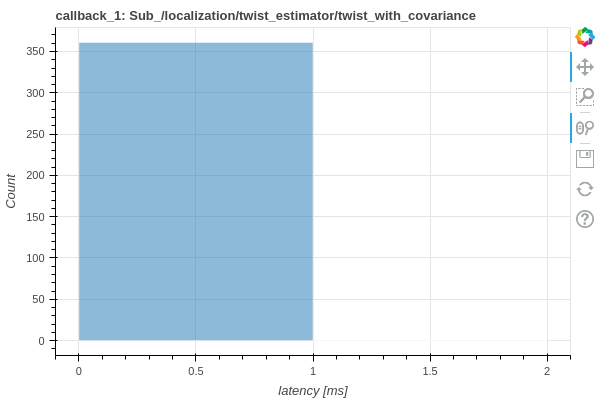 callback_1: Sub_/localization/twist_estimator/twist_with_covariance
350
300
250
200
150
100
50
0
Count
0 0.5 1 1.5 2
latency [ms]
?